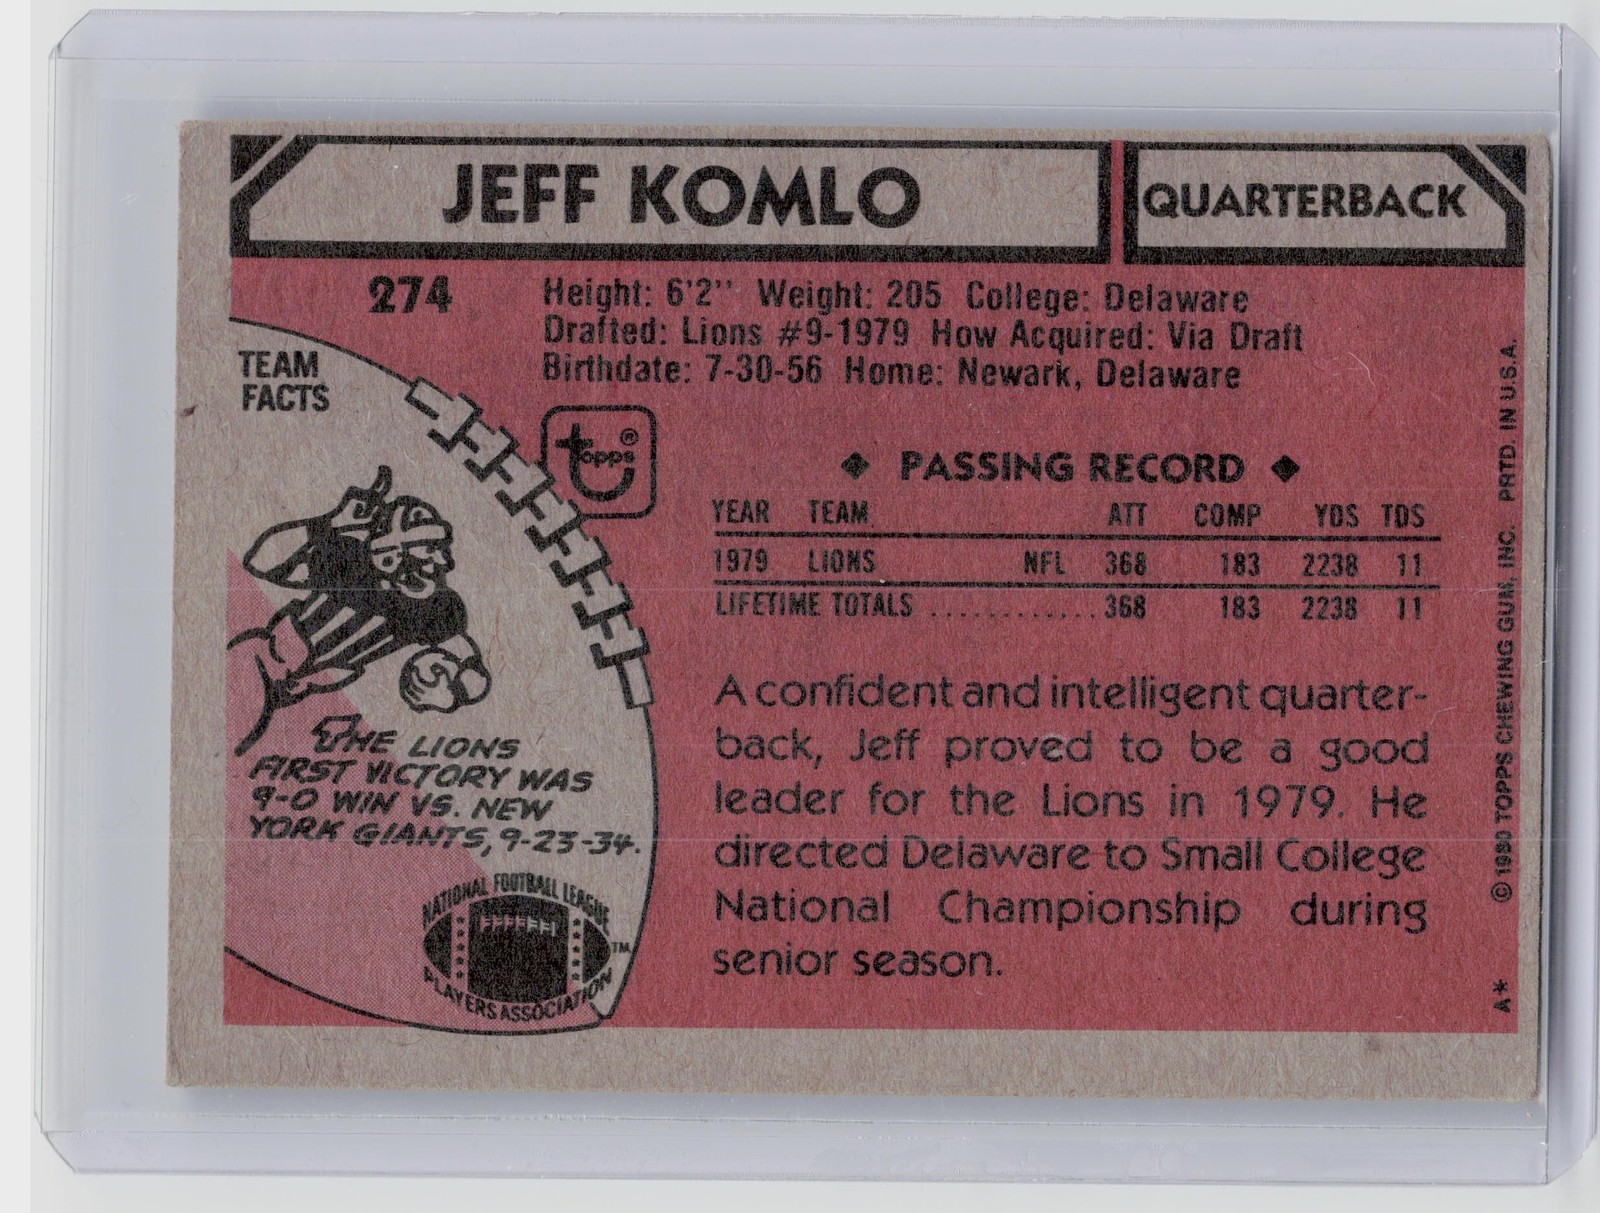 JEFF KOMLO
QUARTERBACK
274
Height: 6'2'' Weight: 205 College: Delaware
Drafted: Lions #9-1979 How Acquired: Via Draft
Birthdate: 7-30-56 Home: Newark, Delaware
TEAM
FACTS
topps®
◆ PASSING RECORD ◆
YEAR TEAM ATT COMP YDS TDS
1979 LIONS NFL 368 183 2238 11
LIFETIME TOTALS ............ 368 183 2238 11
A confident and intelligent quarter-
back, Jeff proved to be a good
leader for the Lions in 1979. He
directed Delaware to Small College
National Championship during
senior season.
THE LIONS
FIRST VICTORY WAS
9-0 WIN VS. NEW
YORK GIANTS, 9-23-34.
NATIONAL FOOTBALL LEAGUE
PLAYERS ASSOCIATION
TM
A* © 1980 TOPPS CHEWING GUM, INC. PRTD. IN U.S.A.